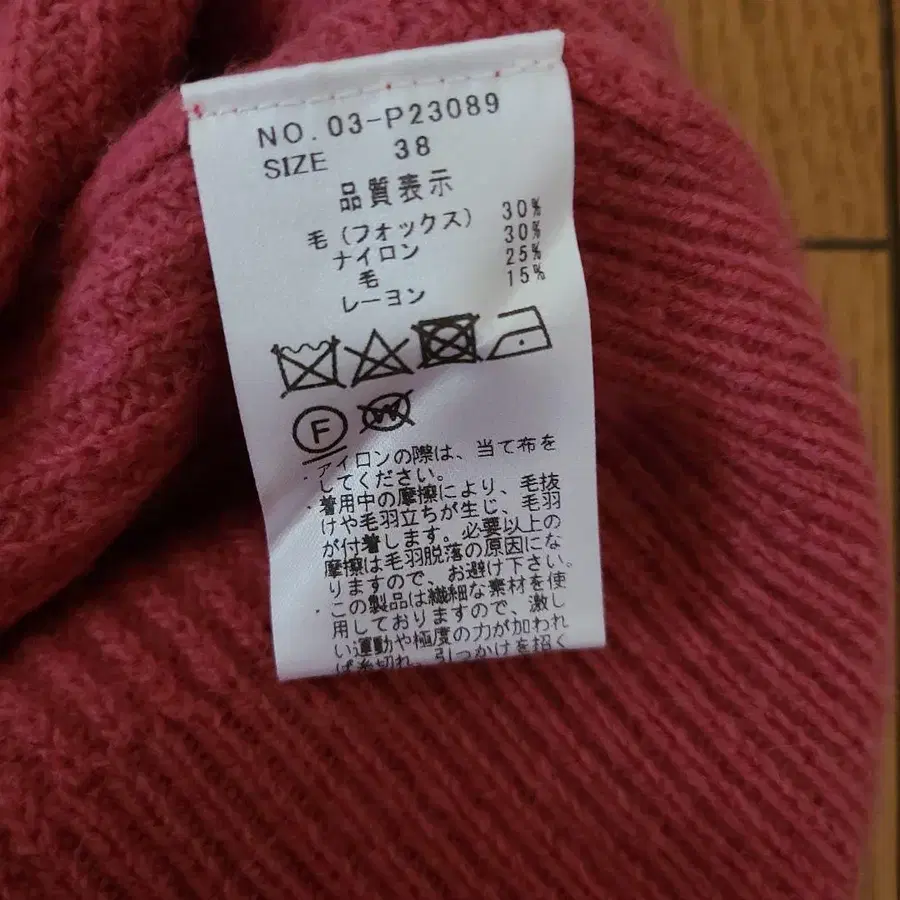 NO.03-P23089
SIZE 38
品質表示
毛(フォックス) 30%
ナイロン 30%
毛 25%
レーヨン 15%
F
W
・アイロンの際は、当て布を
してください。
・着用中の摩擦により、毛抜
けや毛羽立ちが生じ、毛羽
が付着します。必要以上の
摩擦は毛羽脱落の原因にな
りますので、お避け下さい。
・この製品は繊細な素材を使
用しておりますので、激し
い運動や極度の力が加われ
ば糸切れ、引っかけを招く